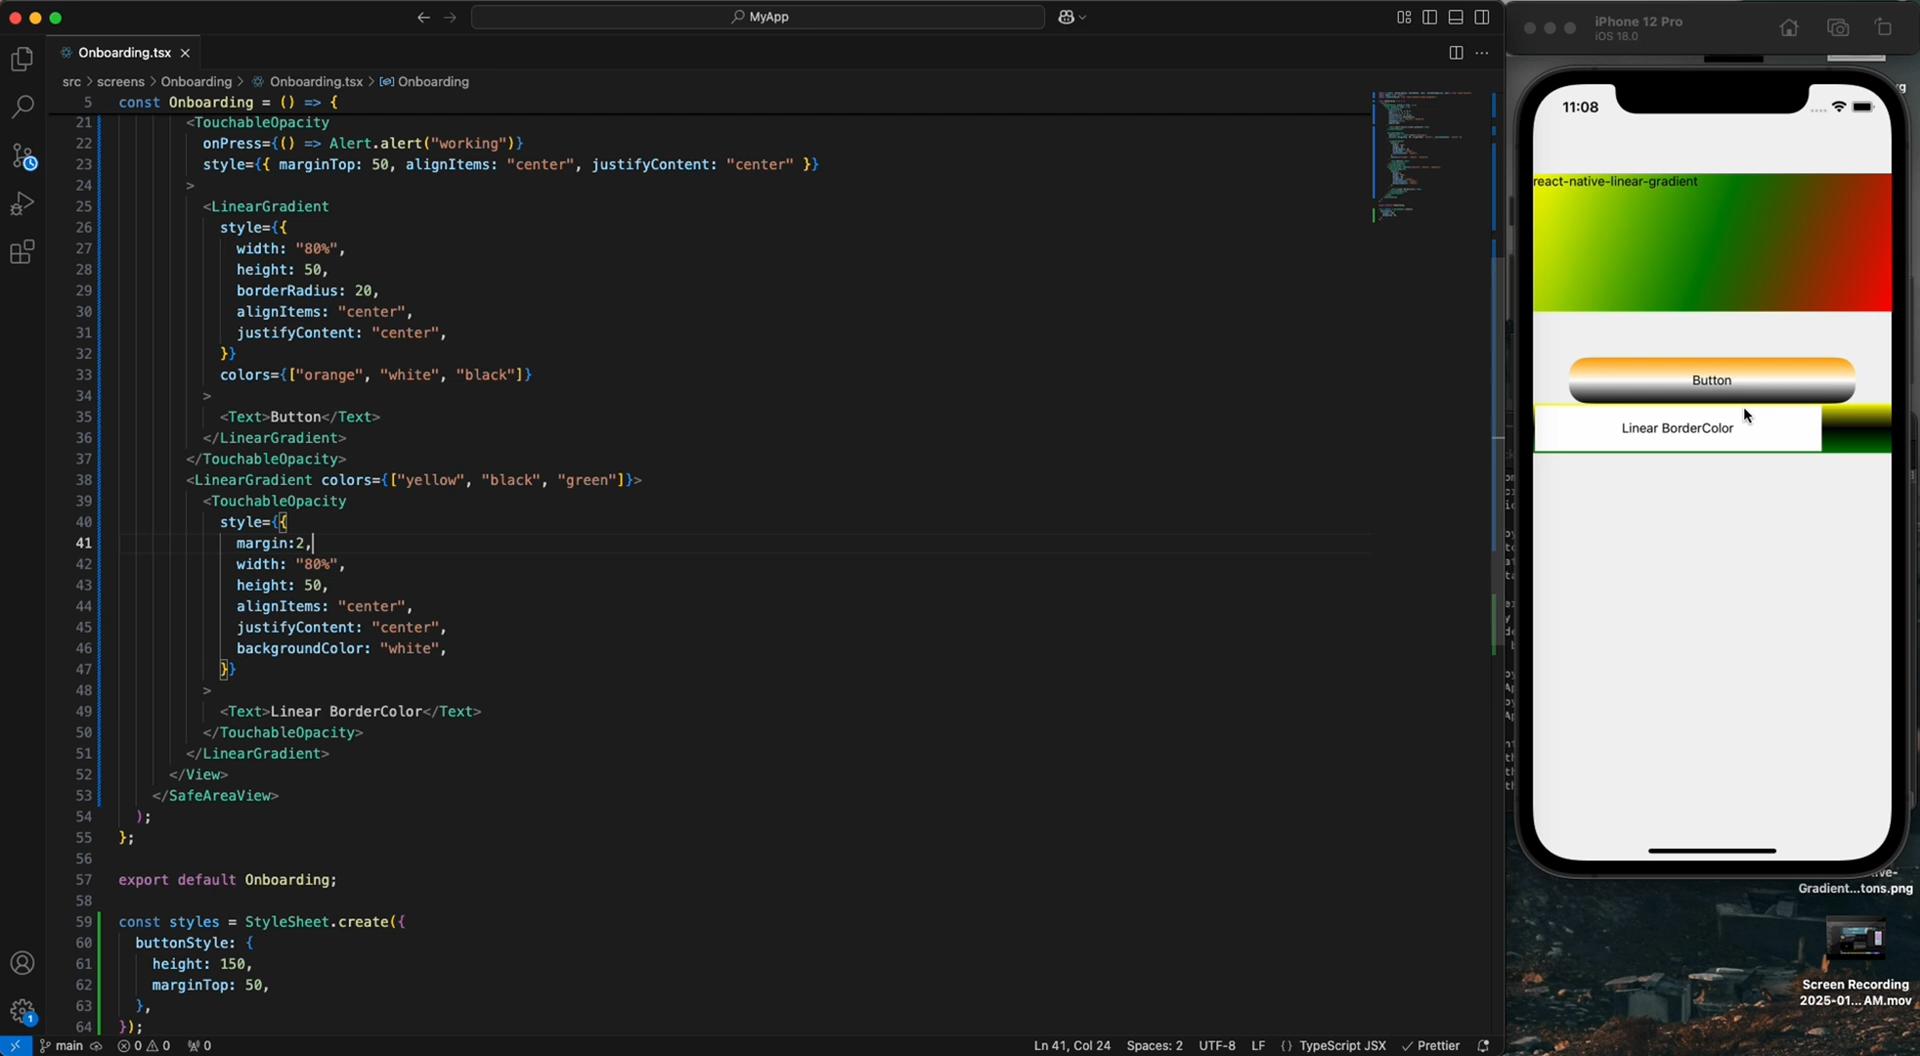 MyApp
Onboarding.tsx
src > screens > Onboarding > Onboarding.tsx > Onboarding
5 const Onboarding = () => {
21 <TouchableOpacity
22 onPress={() => Alert.alert("working")}
23 style={{ marginTop: 50, alignItems: "center", justifyContent: "center" }}
24 >
25 <LinearGradient
26 style={{
27 width: "80%",
28 height: 50,
29 borderRadius: 20,
30 alignItems: "center",
31 justifyContent: "center",
32 }}
33 colors={["orange", "white", "black"]}
34 >
35 <Text>Button</Text>
36 </LinearGradient>
37 </TouchableOpacity>
38 <LinearGradient colors={["yellow", "black", "green"]}>
39 <TouchableOpacity
40 style={{
41 margin:2,
42 width: "80%",
43 height: 50,
44 alignItems: "center",
45 justifyContent: "center",
46 backgroundColor: "white",
47 }}
48 >
49 <Text>Linear BorderColor</Text>
50 </TouchableOpacity>
51 </LinearGradient>
52 </View>
53 </SafeAreaView>
54 );
55 };
56
57 export default Onboarding;
58
59 const styles = StyleSheet.create({
60 buttonStyle: {
61 height: 150,
62 marginTop: 50,
63 },
64 });
1
main 0 0 0 Ln 41, Col 24 Spaces: 2 UTF-8 LF {} TypeScript JSX Prettier
iPhone 12 Pro
iOS 18.0
11:08
react-native-linear-gradient
Button
Linear BorderColor
Gradient...tons.png
Screen Recording
2025-01...AM.mov